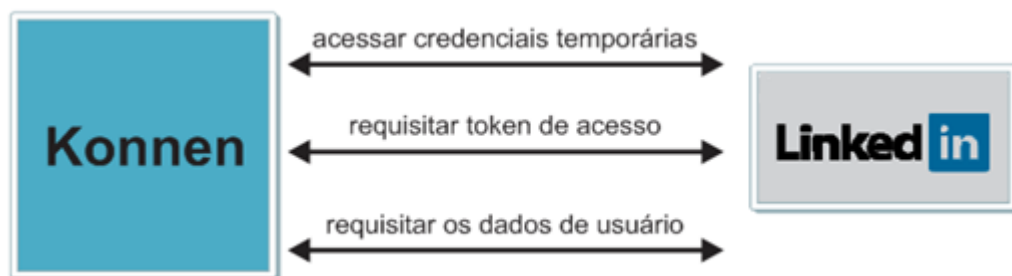 acessar credenciais temporárias
Konnen
requisitar token de acesso
Linked in
requisitar os dados de usuário